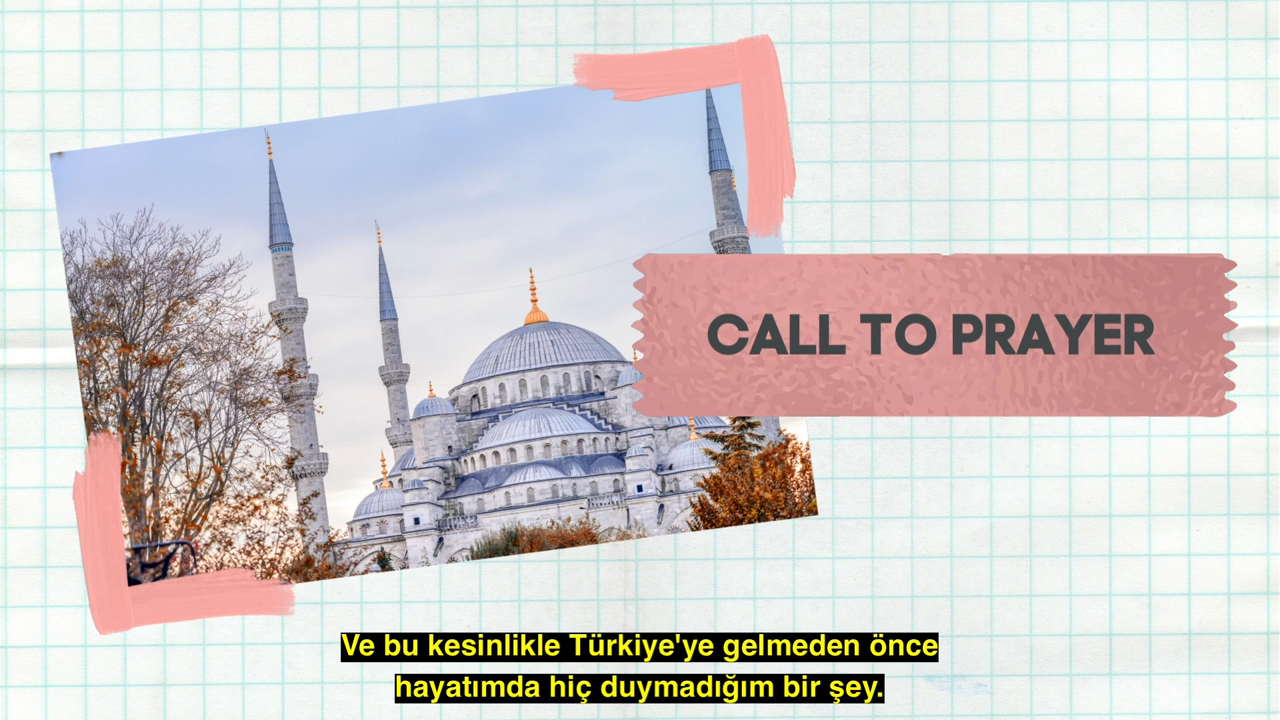 CALL TO PRAYER
Ve bu kesinlikle Türkiye'ye gelmeden önce
hayatımda hiç duymadığım bir şey.